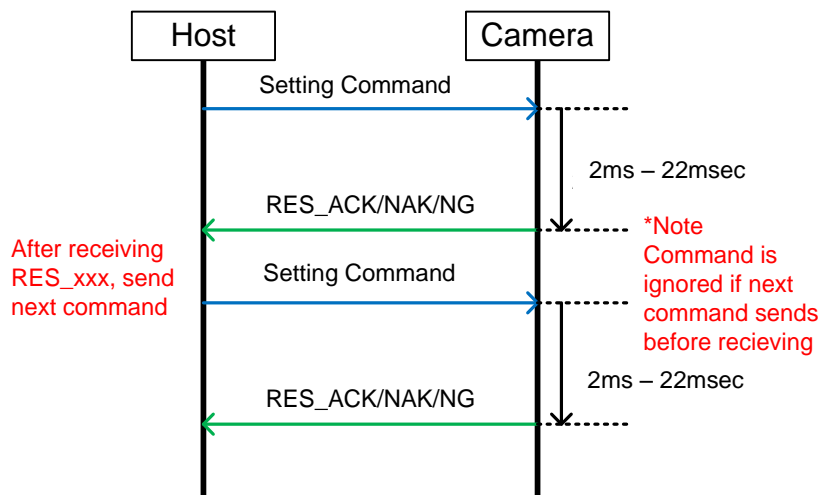 Host
Camera
Setting Command
2ms – 22msec
RES_ACK/NAK/NG
After receiving
RES_xxx, send
next command
*Note
Command is
ignored if next
command sends
before recieving
Setting Command
2ms – 22msec
RES_ACK/NAK/NG